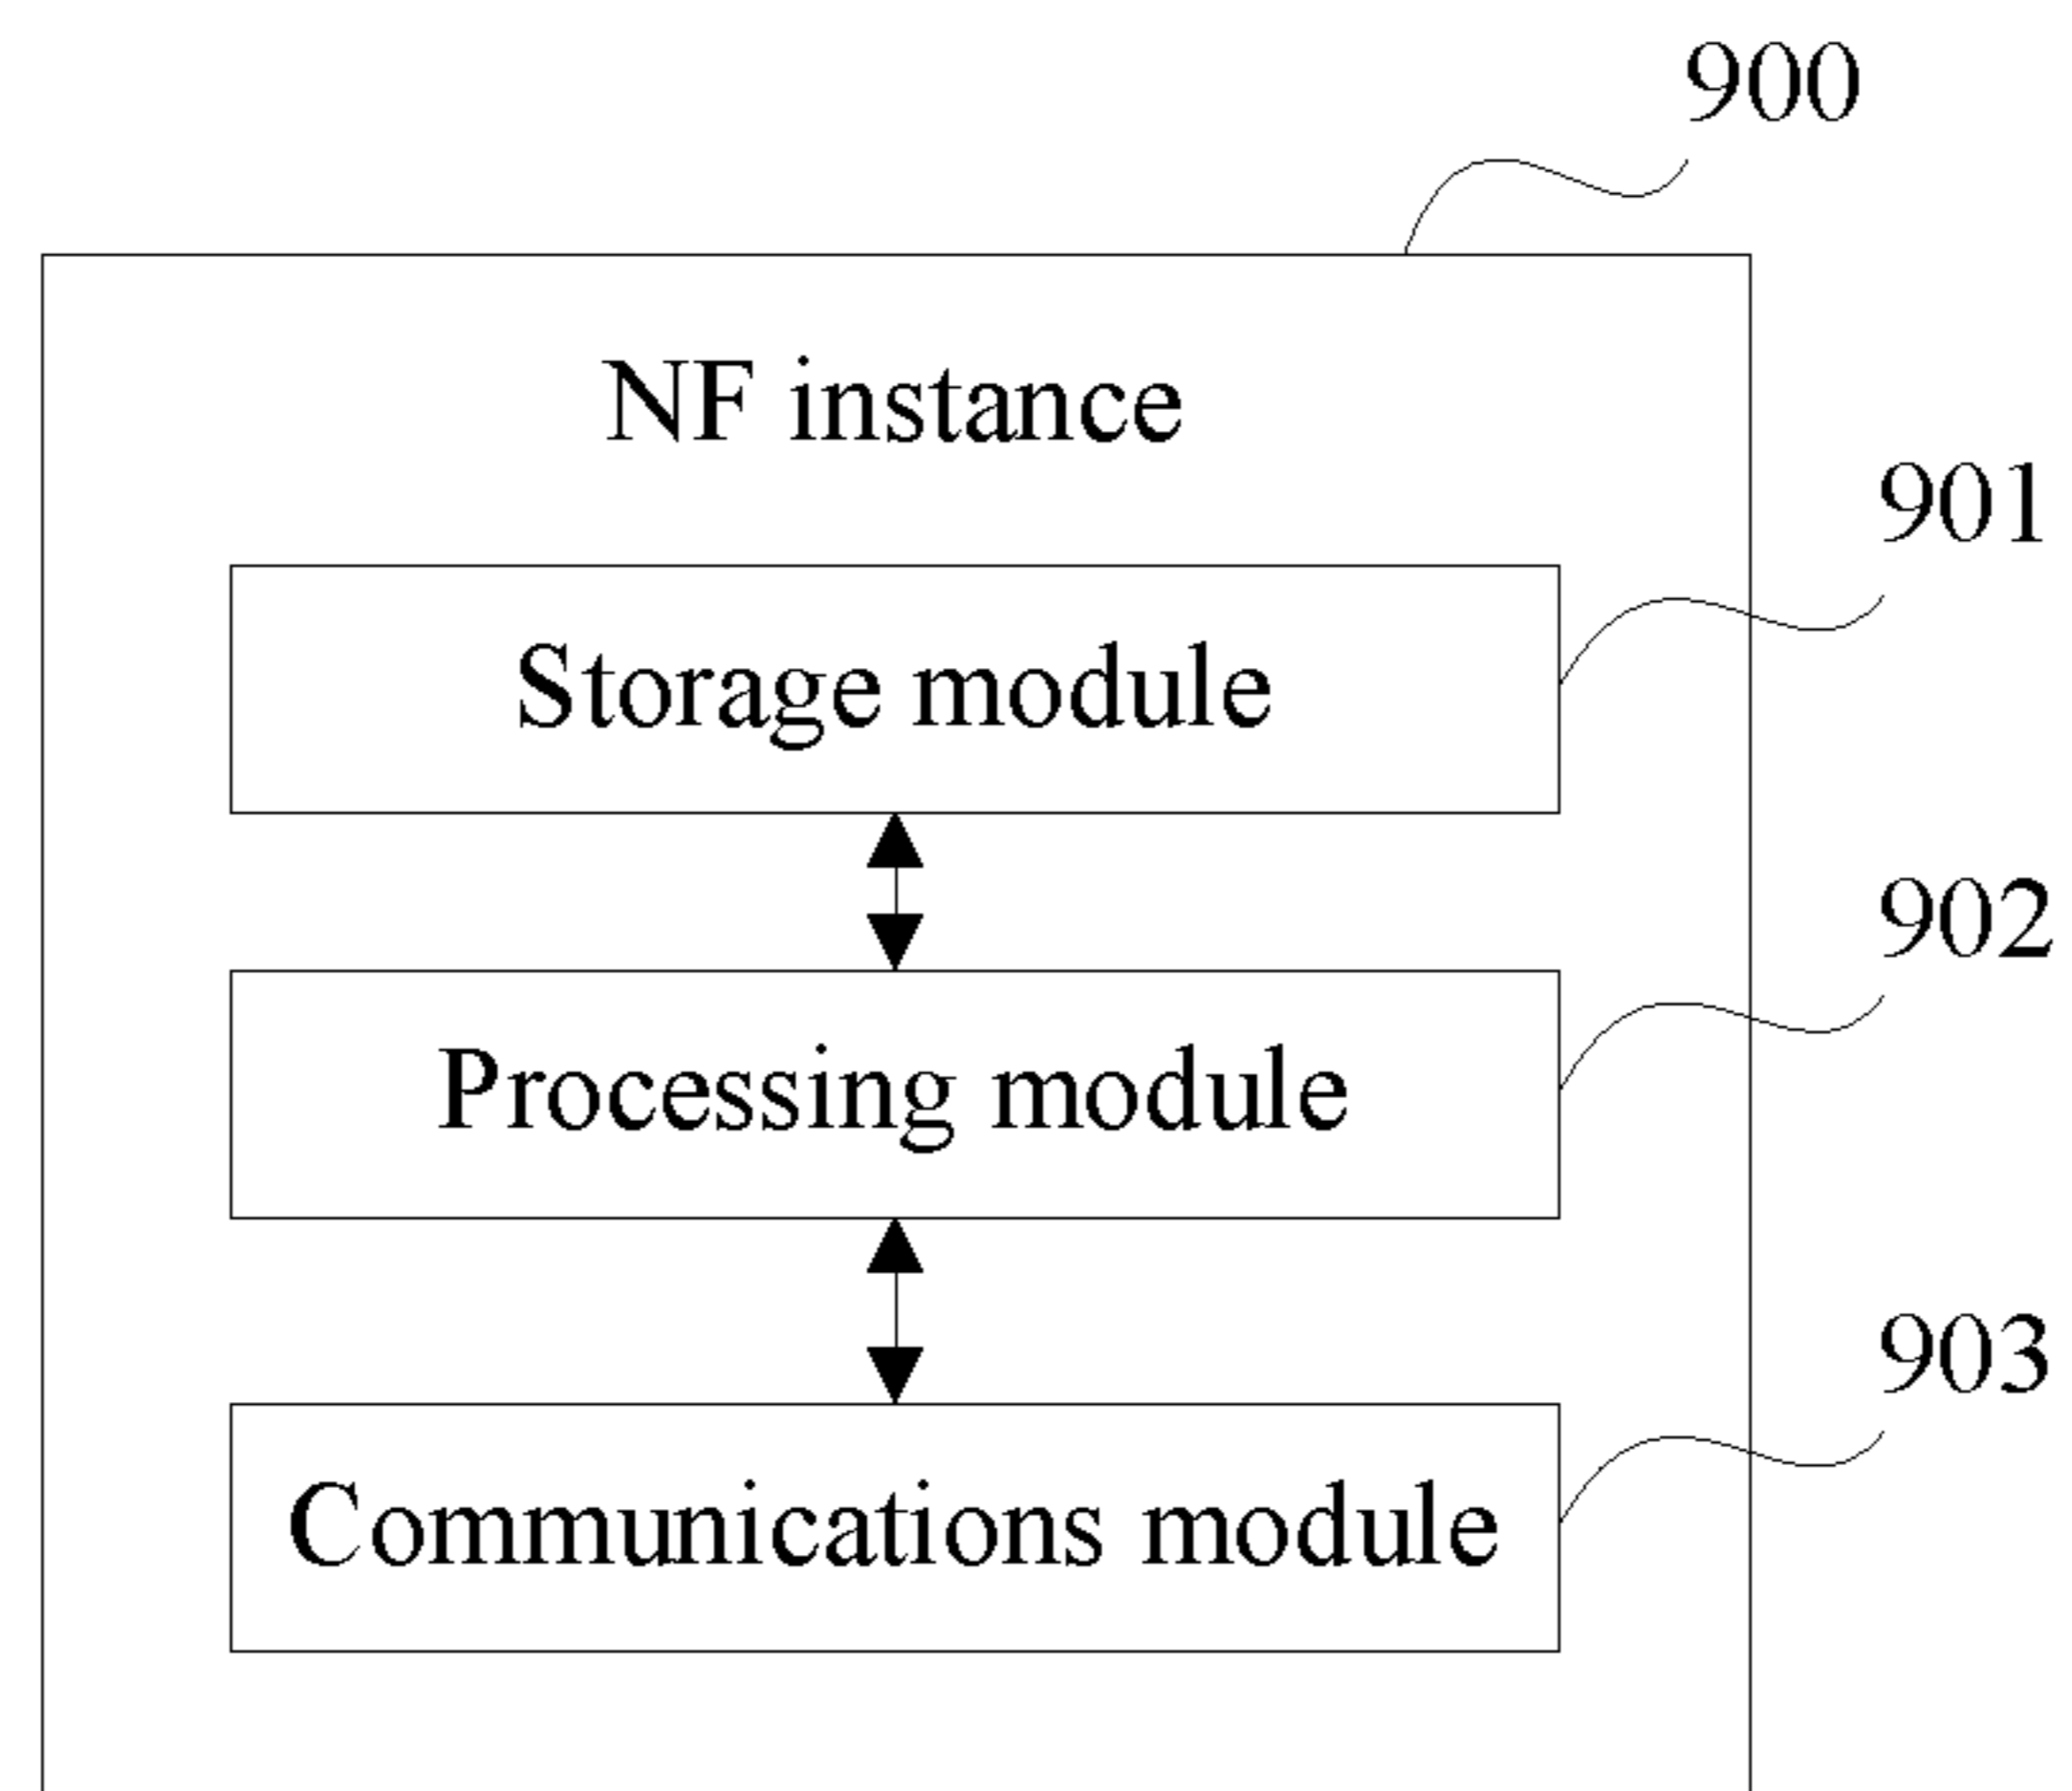 900
NF instance
901
Storage module
902
Processing module
903
Communications module